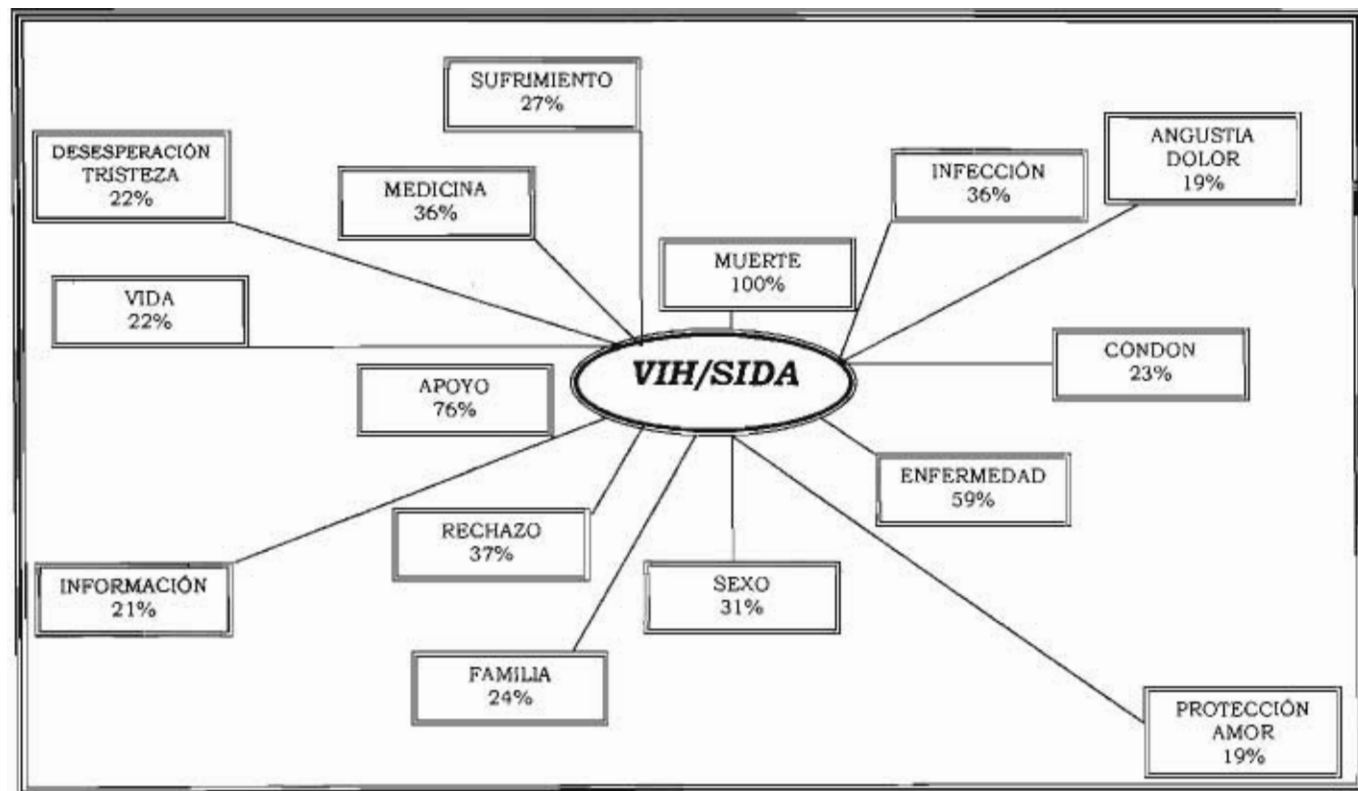 SUFRIMIENTO
27%
DESESPERACIÓN
TRISTEZA
22%
MEDICINA
36%
INFECCIÓN
36%
ANGUSTIA
DOLOR
19%
MUERTE
100%
VIDA
22%
VIH/SIDA
CONDON
23%
APOYO
76%
ENFERMEDAD
59%
RECHAZO
37%
INFORMACIÓN
21%
SEXO
31%
FAMILIA
24%
PROTECCIÓN
AMOR
19%